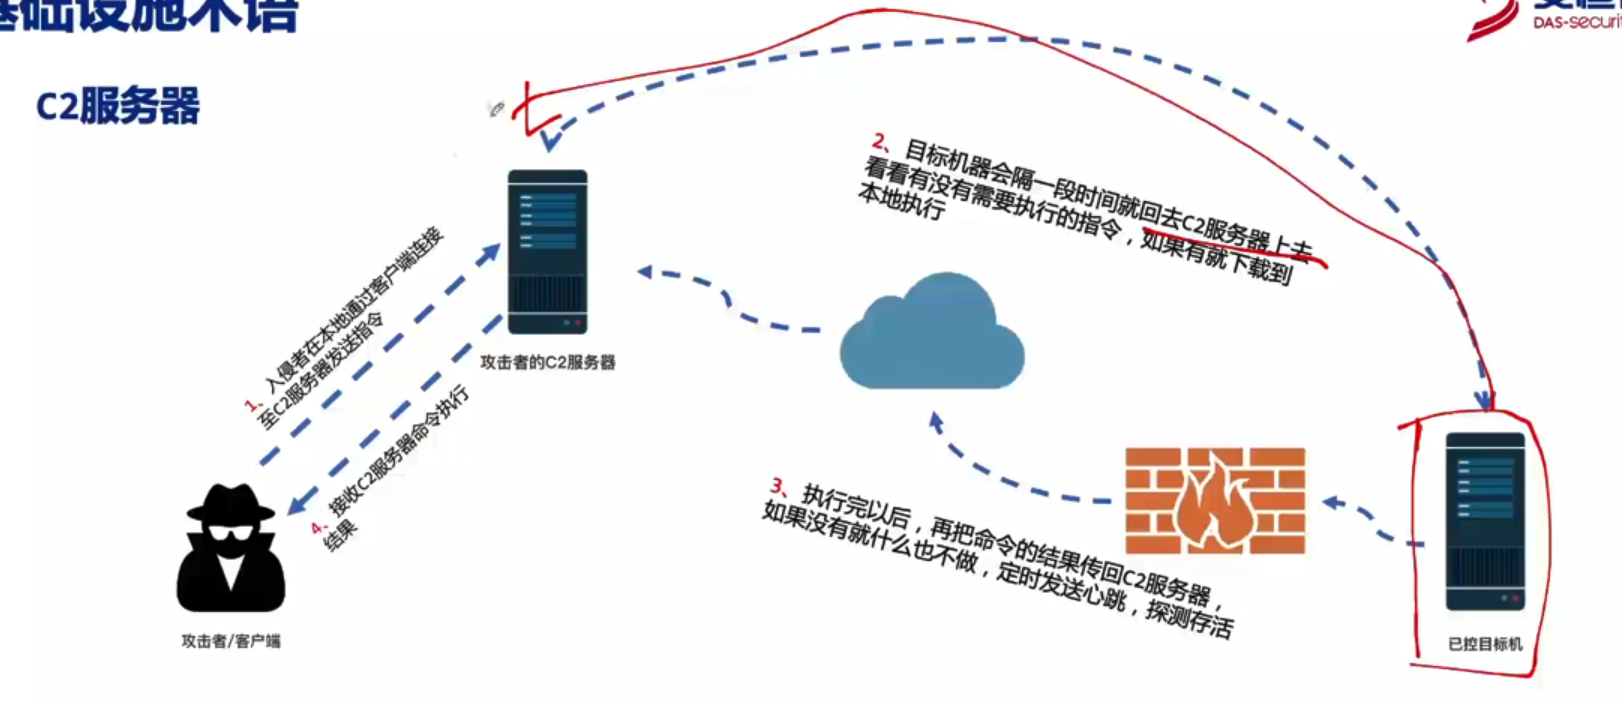 基础设施术语
DAS-securit
C2服务器
2、目标机器会隔一段时间就回去C2服务器上去
看看有没有需要执行的指令，如果有就下载到
本地执行
1、入侵者在本地通过客户端连接
至C2服务器发送指令
攻击者的C2服务器
4、接收C2服务器命令执行
结果
3、执行完以后，再把命令的结果传回C2服务器，
如果没有就什么也不做，定时发送心跳，探测存活
攻击者/客户端
已控目标机